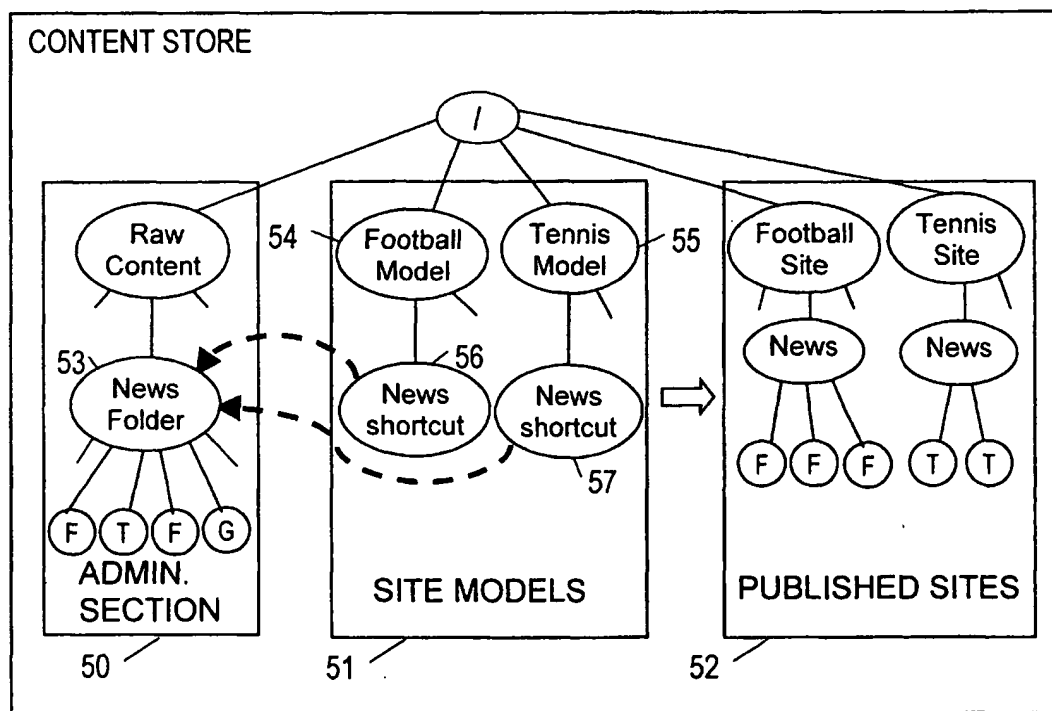 CONTENT STORE
/
Raw
Content
54
Football
Model
Tennis
Model
55
Football
Site
Tennis
Site
53
News
Folder
56
News
shortcut
News
shortcut
57
News
News
F
T
F
G
F
F
F
T
T
ADMIN.
SECTION
SITE MODELS
PUBLISHED SITES
50
51
52